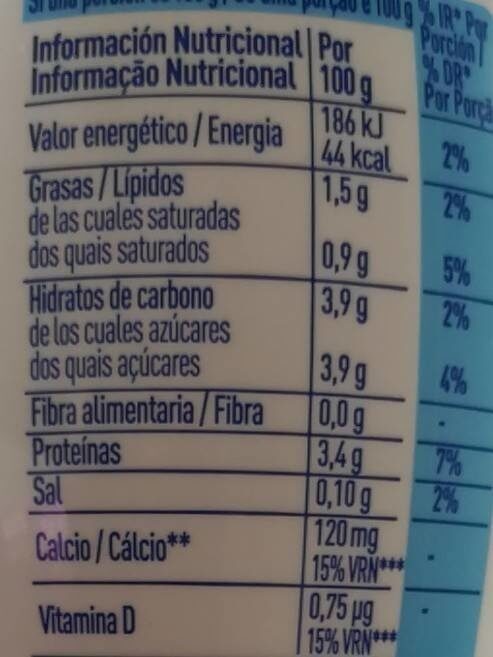 porção é 100 g
Información Nutricional Por % IR* Por
Informação Nutricional 100 g Porción /
% DR*
Por Porção
Valor energético / Energia 186 kJ
44 kcal 2%
Grasas / Lípidos 1,5 g 2%
de las cuales saturadas
dos quais saturados 0,9 g 5%
Hidratos de carbono 3,9 g 2%
de los cuales azúcares
dos quais açúcares 3,9 g 4%
Fibra alimentaria / Fibra 0,0 g -
Proteínas 3,4 g 7%
Sal 0,10 g 2%
Calcio / Cálcio** 120 mg -
15% VRN***
Vitamina D 0,75 µg -
15% VRN***